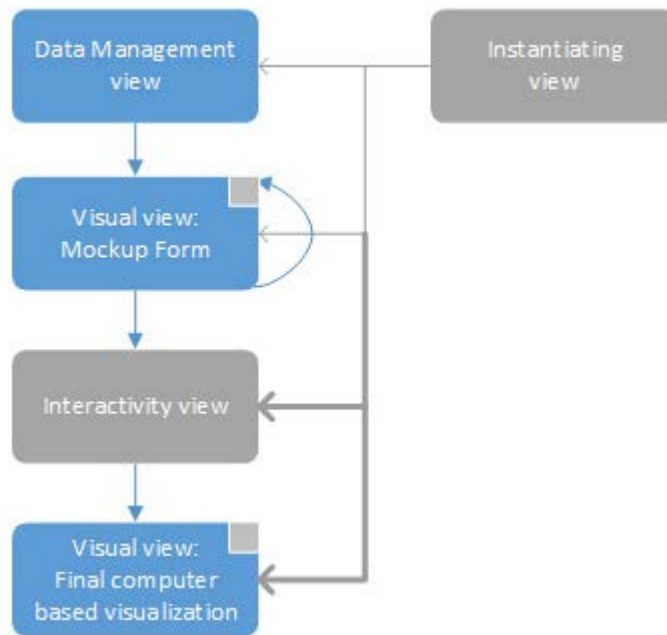 Data Management
view
Instantiating
view
Visual view:
Mockup Form
Interactivity view
Visual view:
Final computer
based visualization